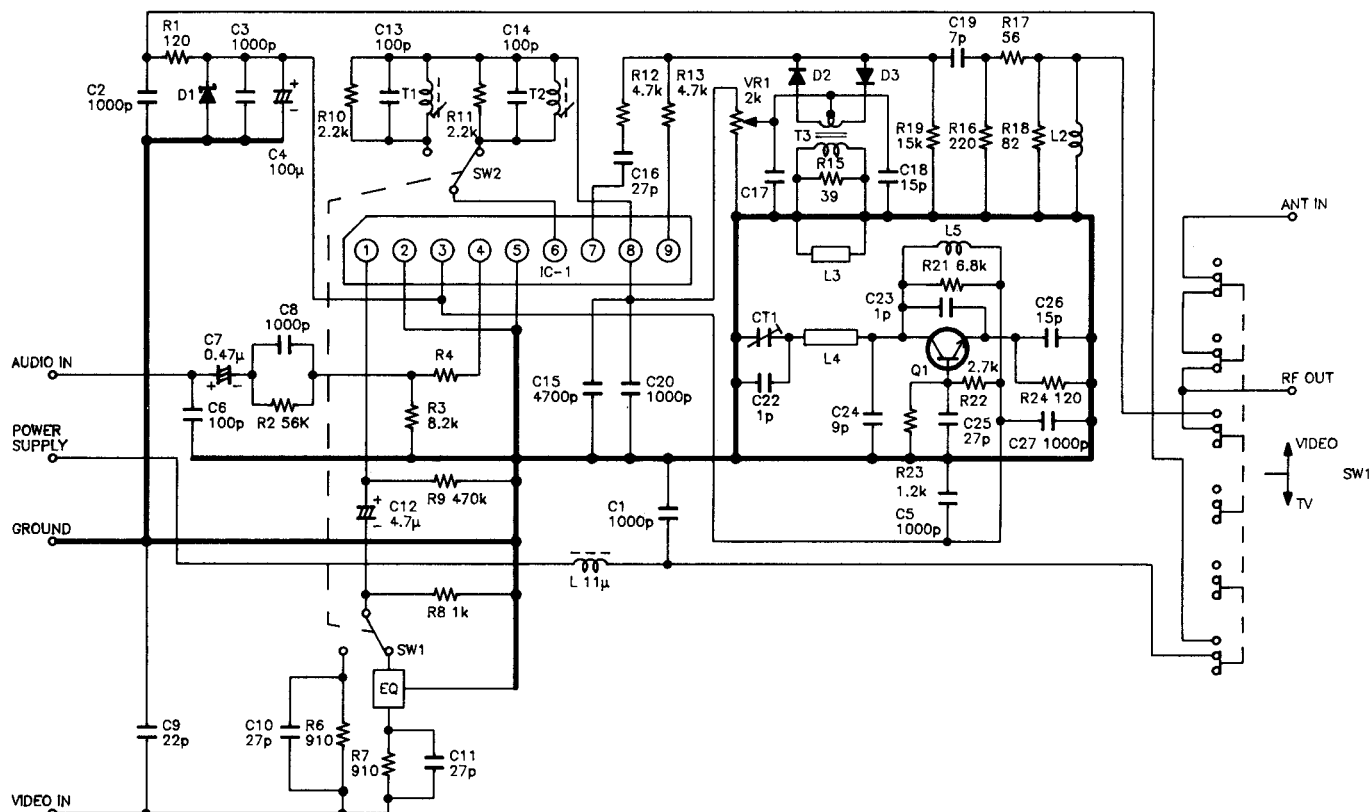 R1
120
C3
1000p
C2
1000p
D1
C4
100µ
C13
100p
C14
100p
T1
T2
R10
2.2k
R11
2.2k
SW2
R12
4.7k
R13
4.7k
C16
27p
VR1
2k
D2
D3
T3
R15
39
C17
C18
15p
C19
7p
R17
56
R19
15k
R16
220
R18
82
L2
1
2
3
4
5
6
7
8
9
IC-1
L3
L5
R21 6.8k
C23
1p
CT1
L4
C22
1p
C24
9p
Q1
2.7k
R22
C25
27p
C26
15p
R24 120
C27 1000p
R23
1.2k
C5
1000p
ANT IN
RF OUT
VIDEO
TV
SW1
AUDIO IN
C7
0.47µ
+
-
C8
1000p
R2 56K
C6
100p
R4
R3
8.2k
C15
4700p
C20
1000p
POWER
SUPPLY
R9 470k
C12
4.7µ
+
-
C1
1000p
GROUND
L 11µ
R8 1k
SW1
EQ
C9
22p
C10
27p
R6
910
R7
910
C11
27p
VIDEO IN